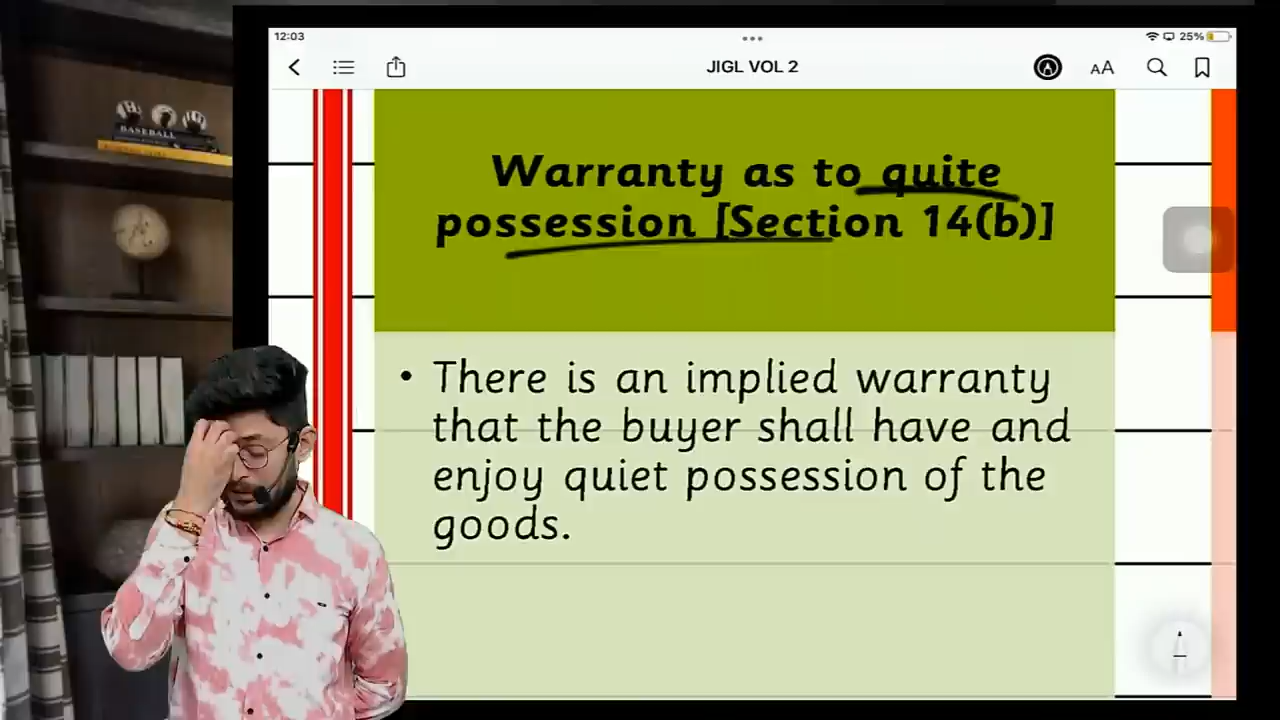 12:03
25%
JIGL VOL 2
AA
BASEBALL
Warranty as to quite
possession [Section 14(b)]
• There is an implied warranty
that the buyer shall have and
enjoy quiet possession of the
goods.